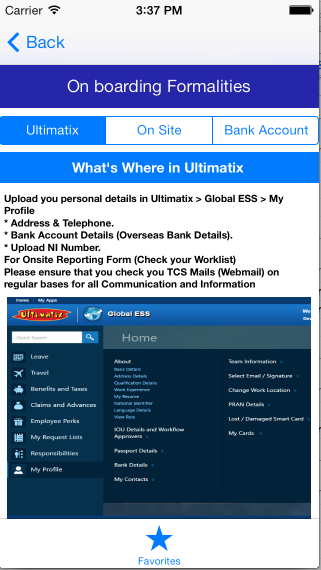 Carrier 3:37 PM
Back
On boarding Formalities
Ultimatix On Site Bank Account
What's Where in Ultimatix
Upload you personal details in Ultimatix > Global ESS > My
Profile
* Address & Telephone.
* Bank Account Details (Overseas Bank Details).
* Upload NI Number.
For Onsite Reporting Form (Check your Worklist)
Please ensure that you check you TCS Mails (Webmail) on
regular bases for all Communication and Information
Home My Apps
Ultimatix Global ESS We
Quick Search
Home
Leave
Travel
Benefits and Taxes
Claims and Advances
Employee Perks
My Request Lists
Responsibilities
My Profile
About
Basic Details
Address Details
Qualification Details
Work Experience
My Resume
National Identifier
Language Details
View Role
IOU Details and Workflow
Approvers >
Passport Details >
Bank Details >
My Contacts >
Team Information >
Select Email / Signature >
Change Work Location >
PRAN Details >
Lost / Damaged Smart Card >
My Cards >
Favorites